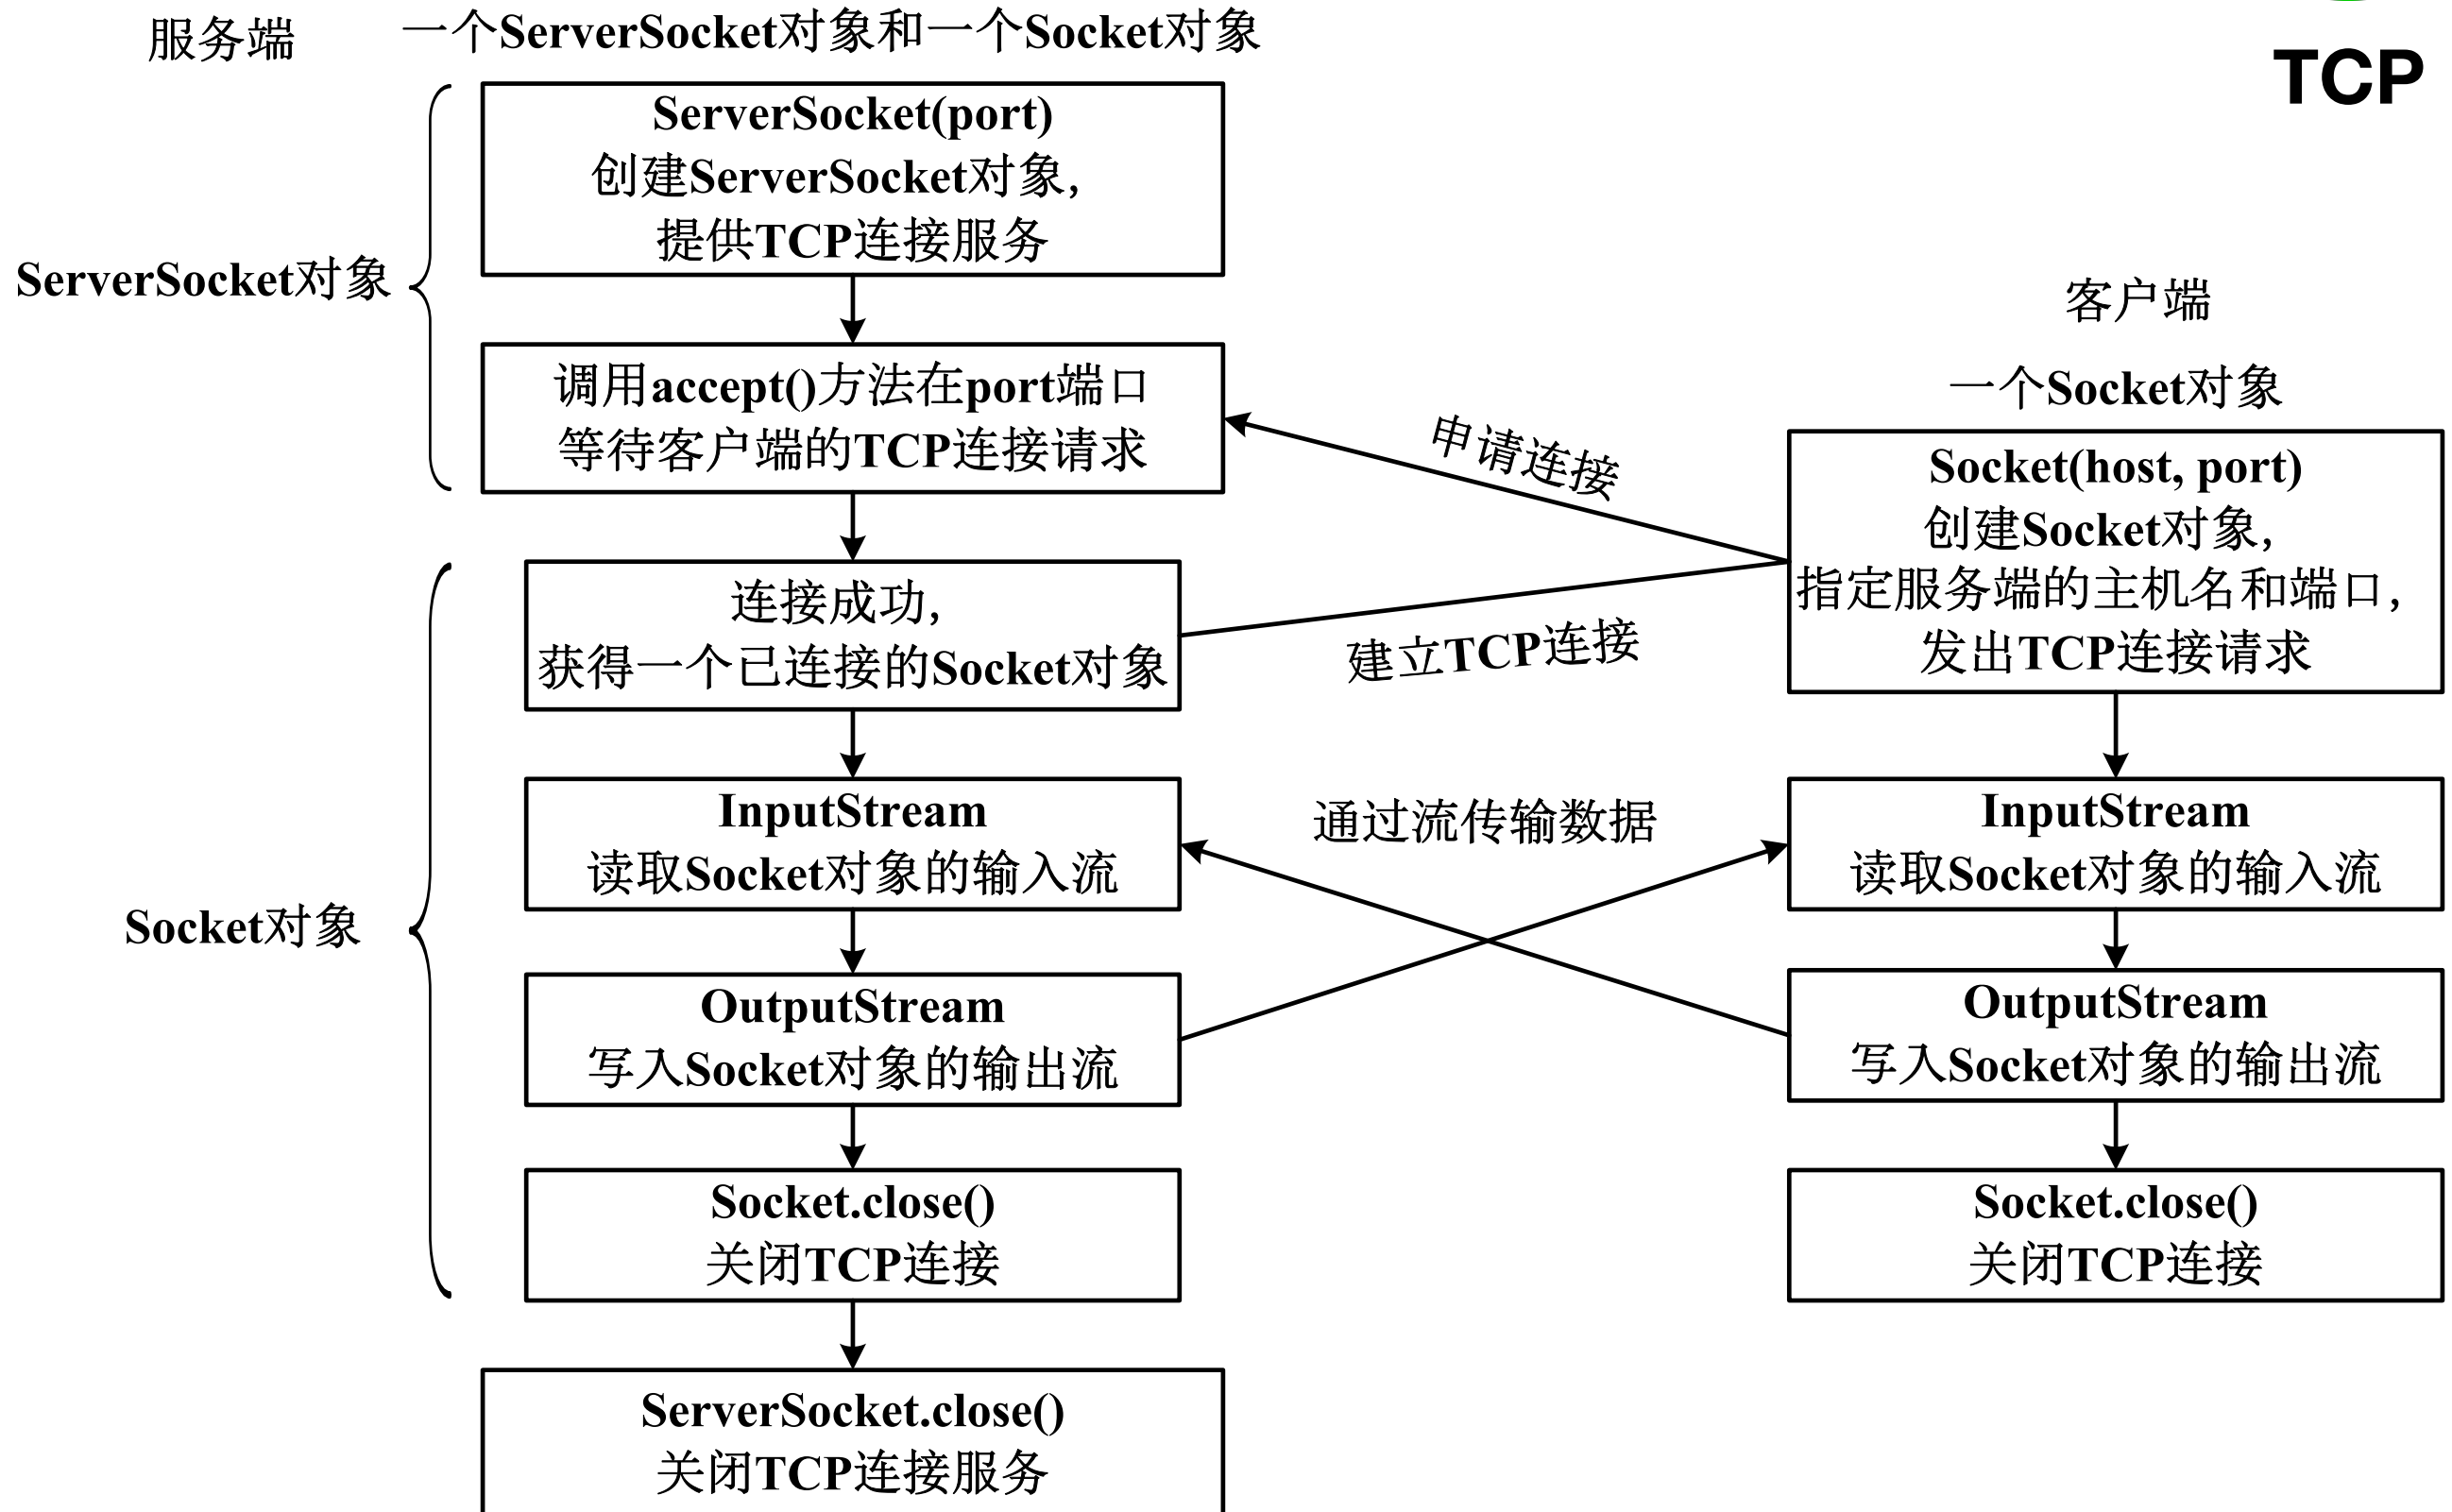 服务端
一个ServerSocket对象和一个Socket对象
TCP
ServerSocket(port)
创建ServerSocket对象,
提供TCP连接服务
ServerSocket对象
调用accept()方法在port端口
等待客户端的TCP连接请求
客户端
一个Socket对象
申请连接
Socket(host, port)
创建Socket对象,
指定服务端的主机名和端口,
发出TCP连接请求
连接成功,
获得一个已连接的Socket对象
建立TCP连接
InputStream
读取Socket对象的输入流
通过流传输数据
InputStream
读取Socket对象的输入流
Socket对象
OutputStream
写入Socket对象的输出流
OutputStream
写入Socket对象的输出流
Socket.close()
关闭TCP连接
Socket.close()
关闭TCP连接
ServerSocket.close()
关闭TCP连接服务